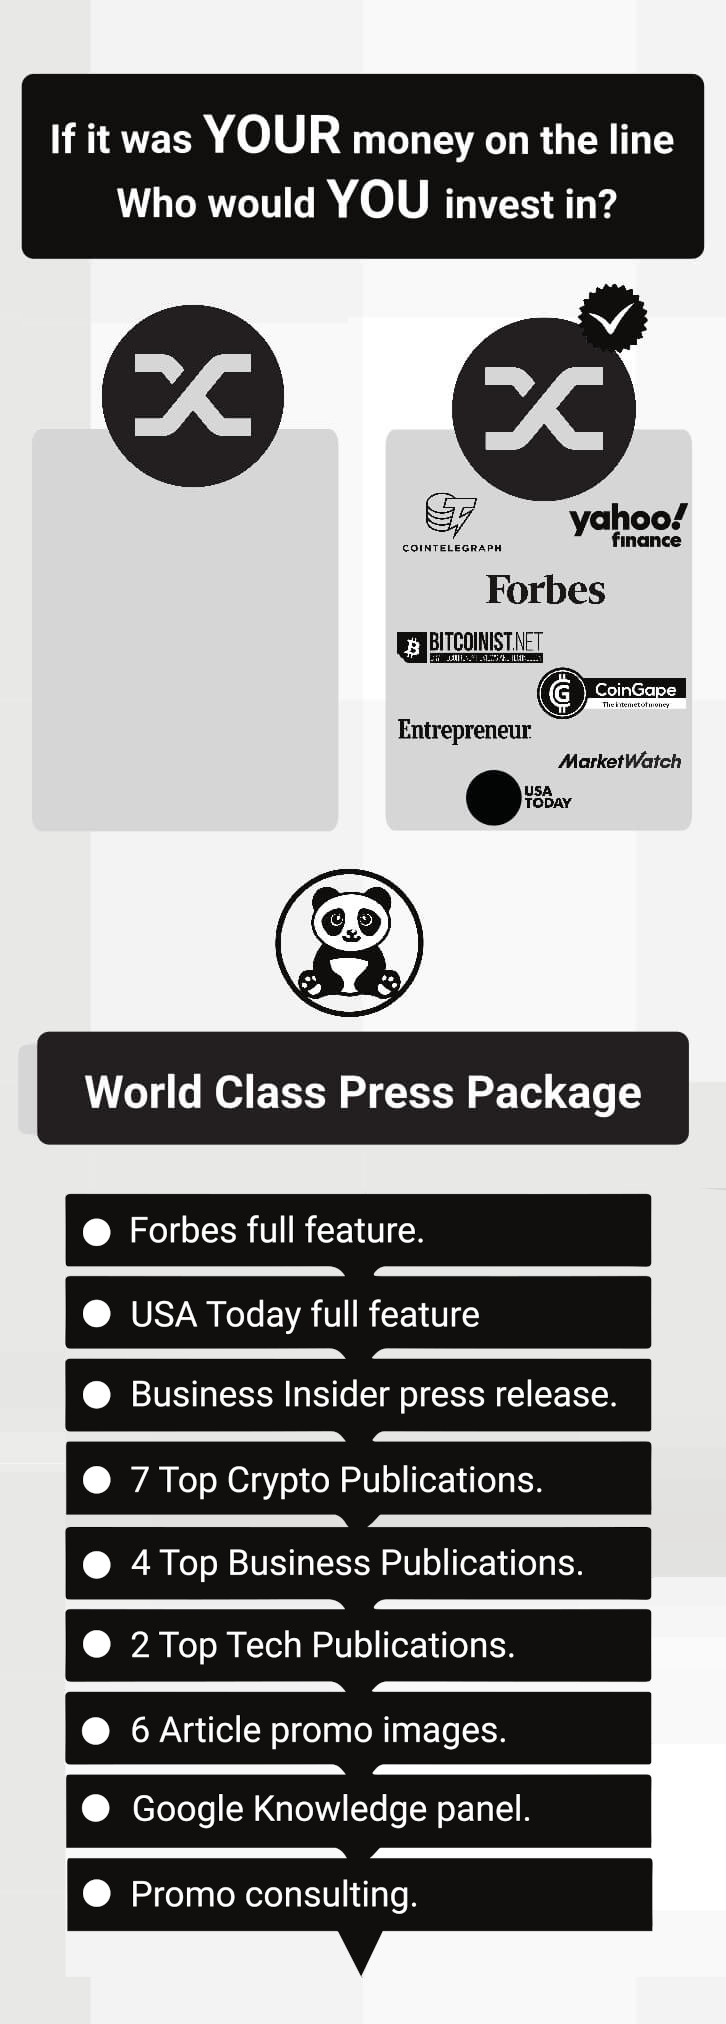 If it was YOUR money on the line
Who would YOU invest in?
COINTELEGRAPH
yahoo!
finance
Forbes
BITCOINIST.NET
CoinGape
The internet of money
Entrepreneur
MarketWatch
USA
TODAY
World Class Press Package
Forbes full feature.
USA Today full feature
Business Insider press release.
7 Top Crypto Publications.
4 Top Business Publications.
2 Top Tech Publications.
6 Article promo images.
Google Knowledge panel.
Promo consulting.